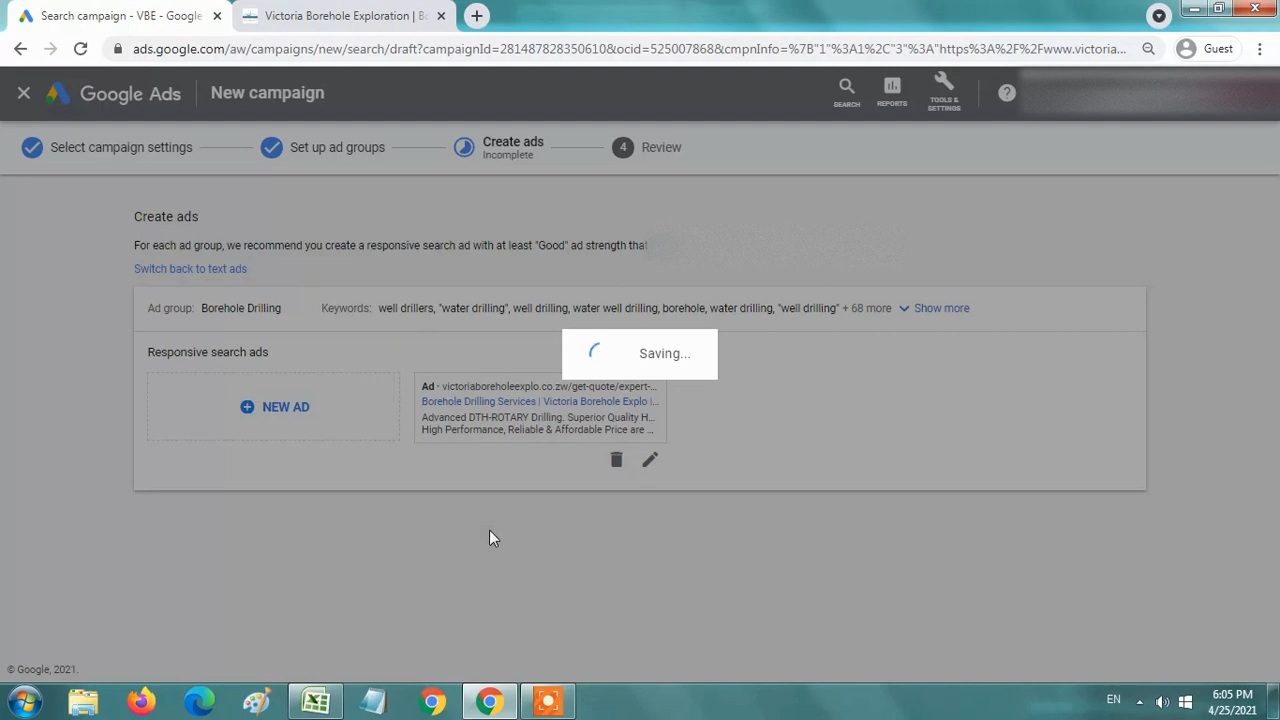 Search campaign - VBE - Google
Victoria Borehole Exploration | Bo
ads.google.com/aw/campaigns/new/search/draft?campaignId=281487828350610&ocid=525007868&cmpnInfo=%7B"1"%3A1%2C"3"%3A"https%3A%2F%2Fwww.victoria...
Guest
Google Ads
New campaign
SEARCH
REPORTS
TOOLS &
SETTINGS
Select campaign settings
Set up ad groups
Create ads
Incomplete
4
Review
Create ads
For each ad group, we recommend you create a responsive search ad with at least "Good" ad strength that
Switch back to text ads
Ad group: Borehole Drilling
Keywords: well drillers, "water drilling", well drilling, water well drilling, borehole, water drilling, "well drilling" + 68 more
Show more
Responsive search ads
Saving...
NEW AD
Ad · victoriaboreholeexplo.co.zw/get-quote/expert-...
Borehole Drilling Services | Victoria Borehole Explo |...
Advanced DTH-ROTARY Drilling. Superior Quality H...
High Performance, Reliable & Affordable Price are ...
© Google, 2021.
EN
6:05 PM
4/25/2021